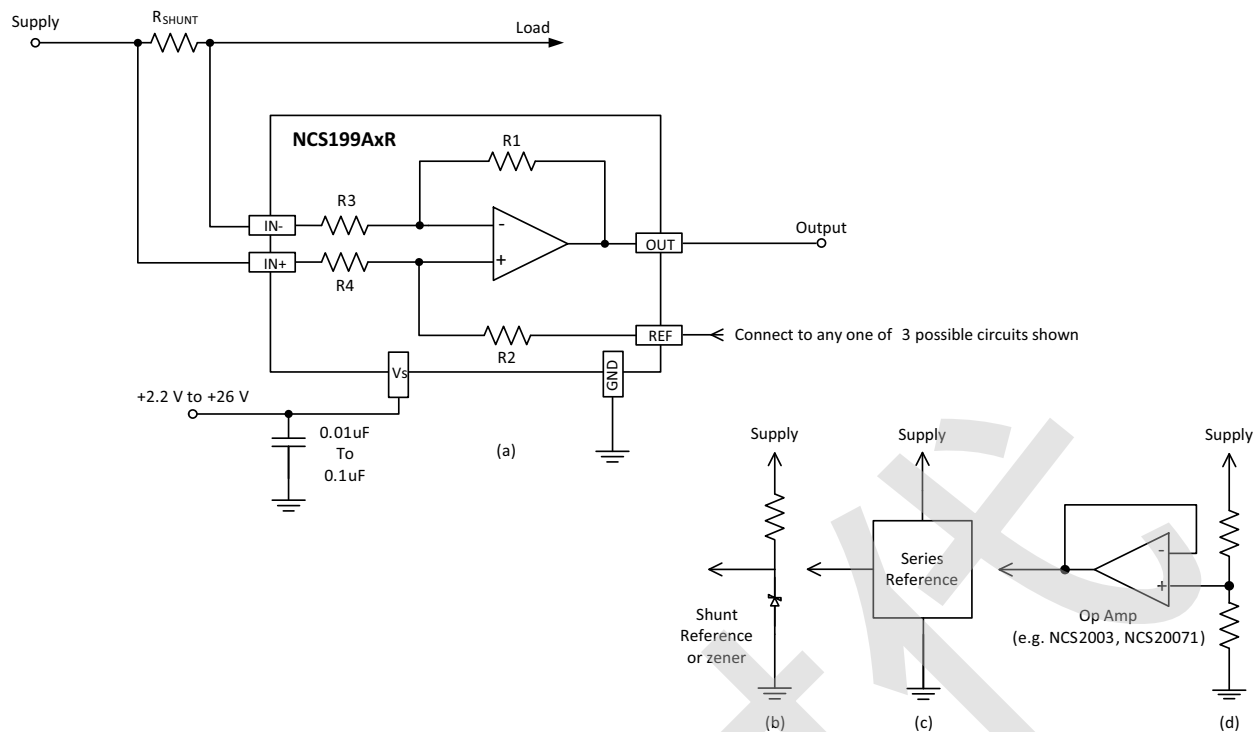 Supply
RSHUNT
Load
NCS199AxR
R1
R3
IN-
-
IN+
+
R4
OUT
Output
R2
REF
Connect to any one of 3 possible circuits shown
Vs
GND
+2.2 V to +26 V
0.01uF
To
0.1uF
(a)
Supply
Supply
Supply
Shunt
Reference
or zener
Series
Reference
-
+
Op Amp
(e.g. NCS2003, NCS20071)
(b)
(c)
(d)